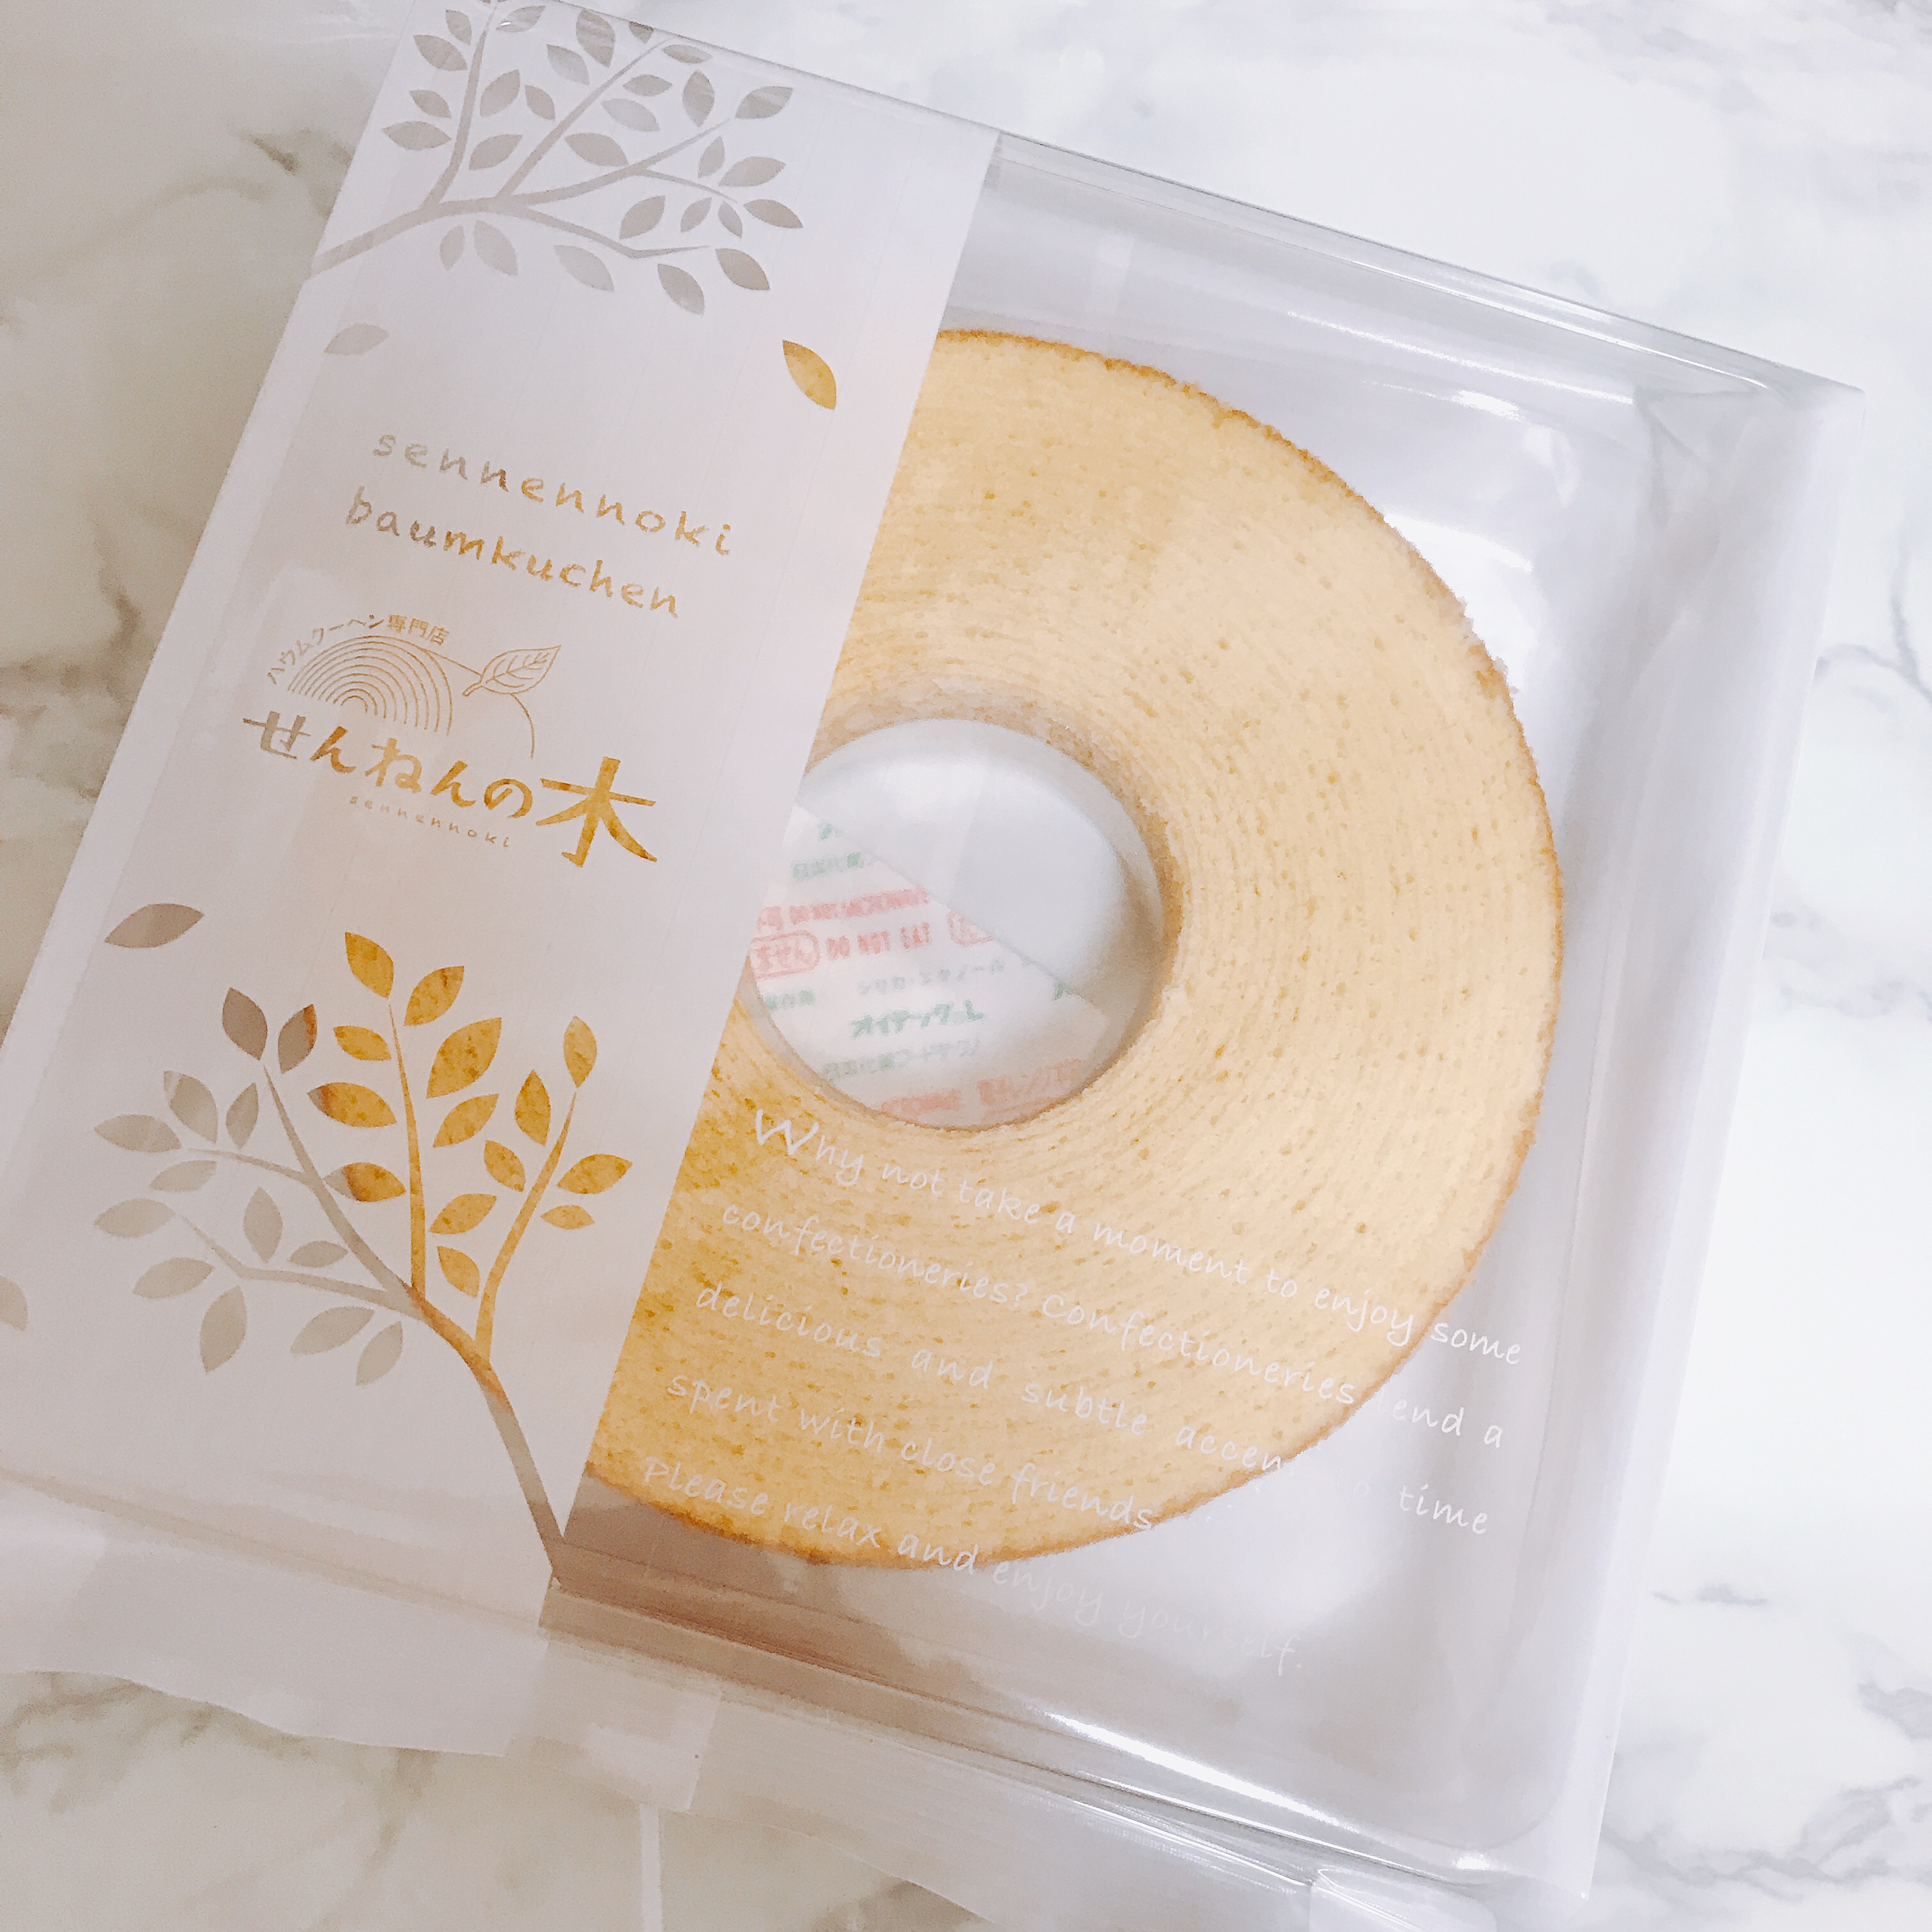 sennennoki
baumkuchen
バウムクーヘン専門店
せんねんの木
sennennoki
DO NOT EAT
オイテック L
Why not take a moment to enjoy some
confectioneries? Confectioneries lend a
delicious and subtle accent to time
spent with close friends.
Please relax and enjoy yourself.